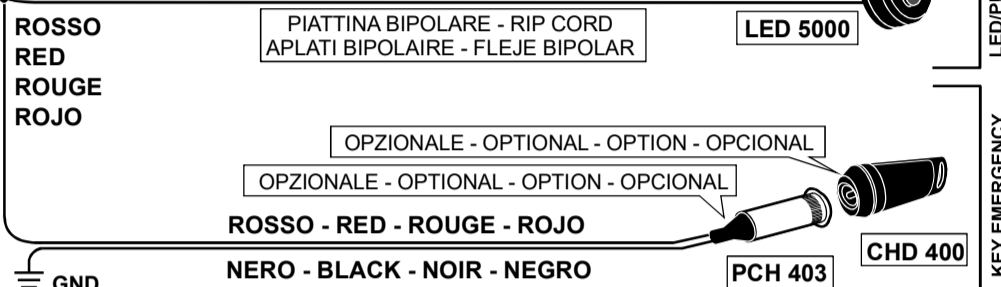 ROSSO
RED
ROUGE
ROJO
PIATTINA BIPOLARE - RIP CORD
APLATI BIPOLAIRE - FLEJE BIPOLAR
LED 5000
OPZIONALE - OPTIONAL - OPTION - OPCIONAL
OPZIONALE - OPTIONAL - OPTION - OPCIONAL
ROSSO - RED - ROUGE - ROJO
NERO - BLACK - NOIR - NEGRO
GND
PCH 403
CHD 400
KEY EMERGENCY